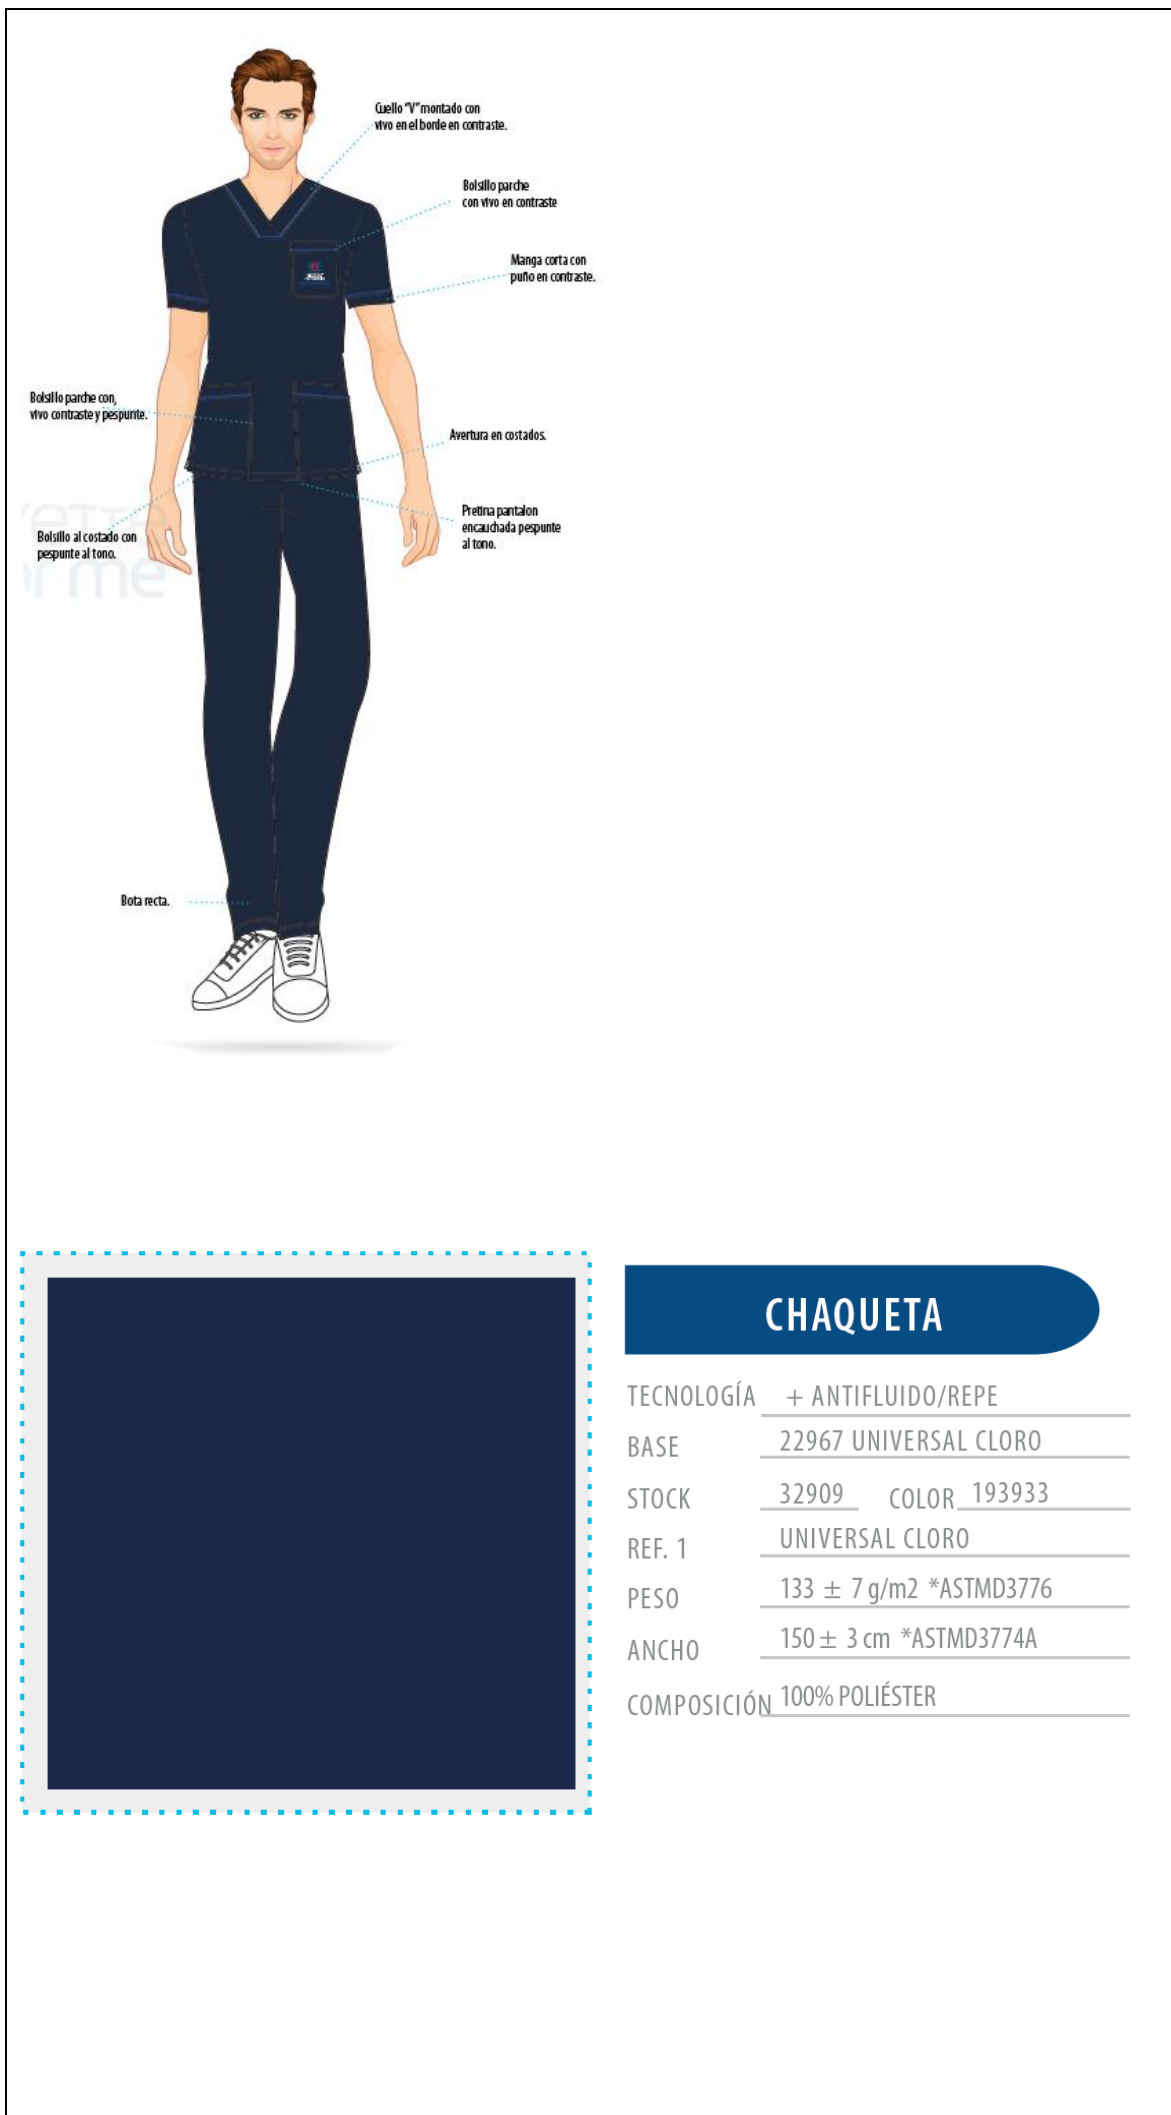 Cuello “V” montado con
vivo en el borde en contraste.
Bolsillo parche
con vivo en contraste
Manga corta con
puño en contraste.
Bolsillo parche con,
vivo contraste y pespunte.
Avertura en costados.
Pretina pantalon
encauchada pespunte
al tono.
Bolsillo al costado con
pespunte al tono.
Bota recta.
CHAQUETA
TECNOLOGÍA + ANTIFLUIDO/REPE
BASE 22967 UNIVERSAL CLORO
STOCK 32909 COLOR 193933
REF. 1 UNIVERSAL CLORO
PESO 133 ± 7 g/m2 *ASTMD3776
ANCHO 150 ± 3 cm *ASTMD3774A
COMPOSICIÓN 100% POLIÉSTER